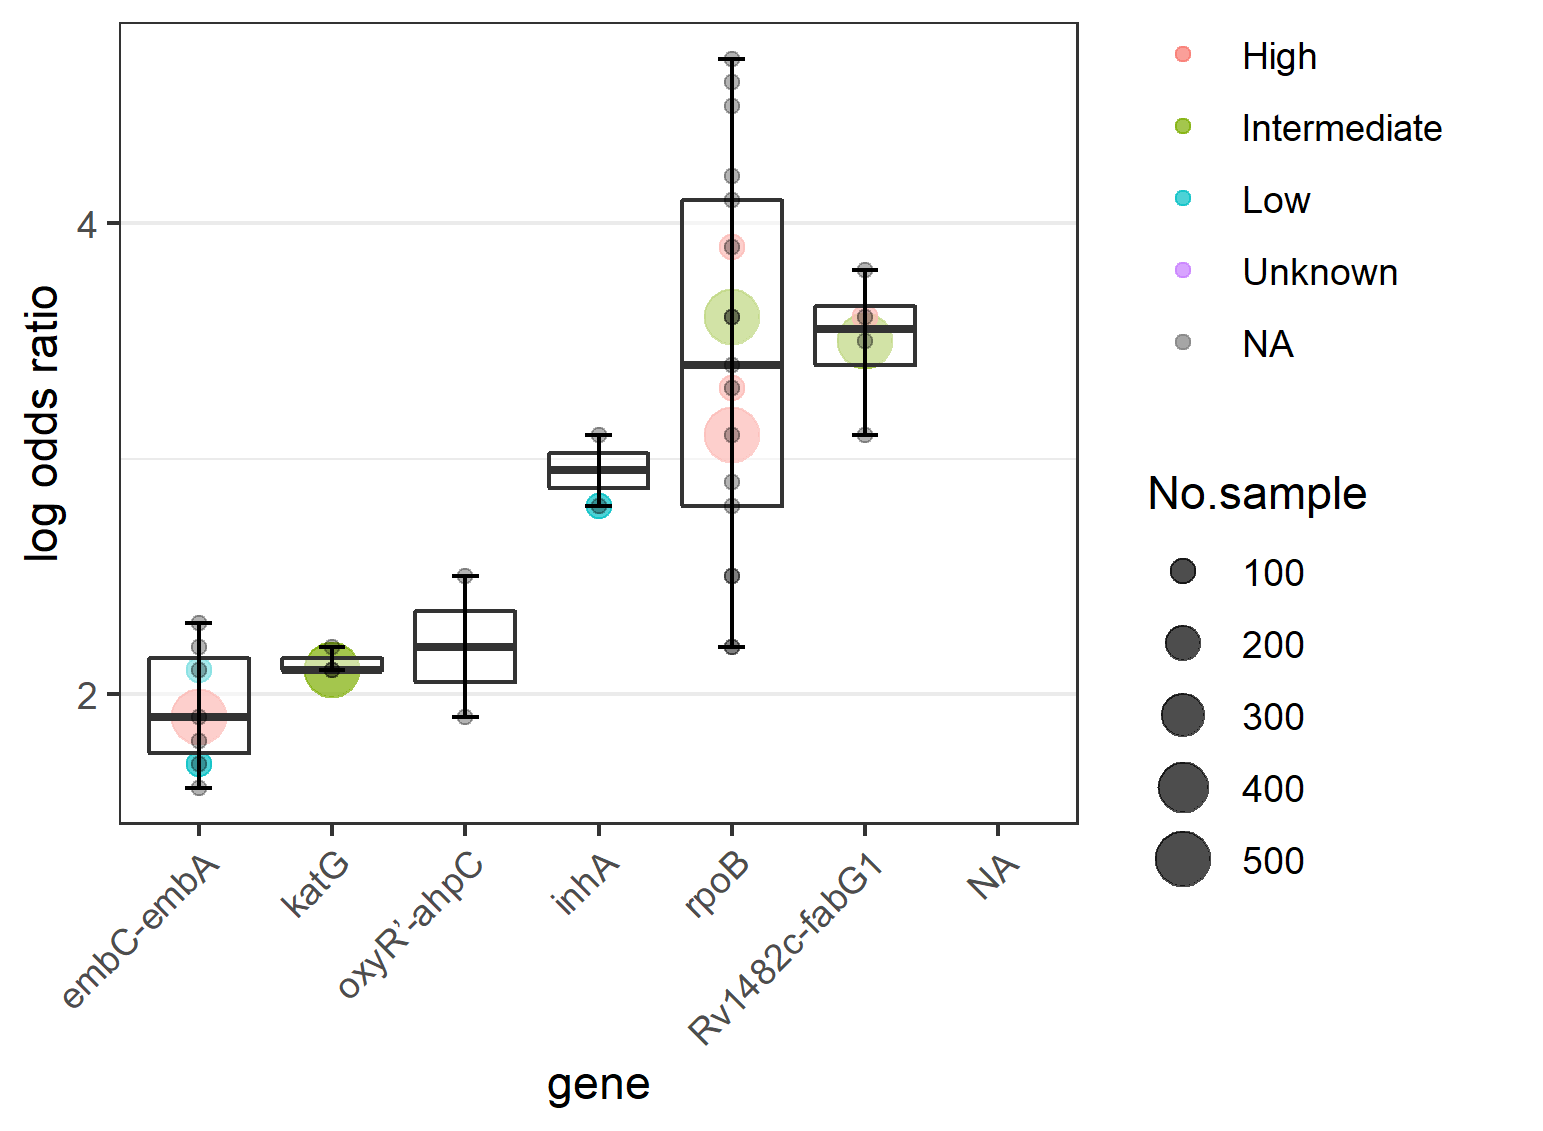 log odds ratio
4
2
embC-embA
katG
oxyR’-ahpC
inhA
rpoB
Rv1482c-fabG1
NA
gene
High
Intermediate
Low
Unknown
NA
No.sample
100
200
300
400
500